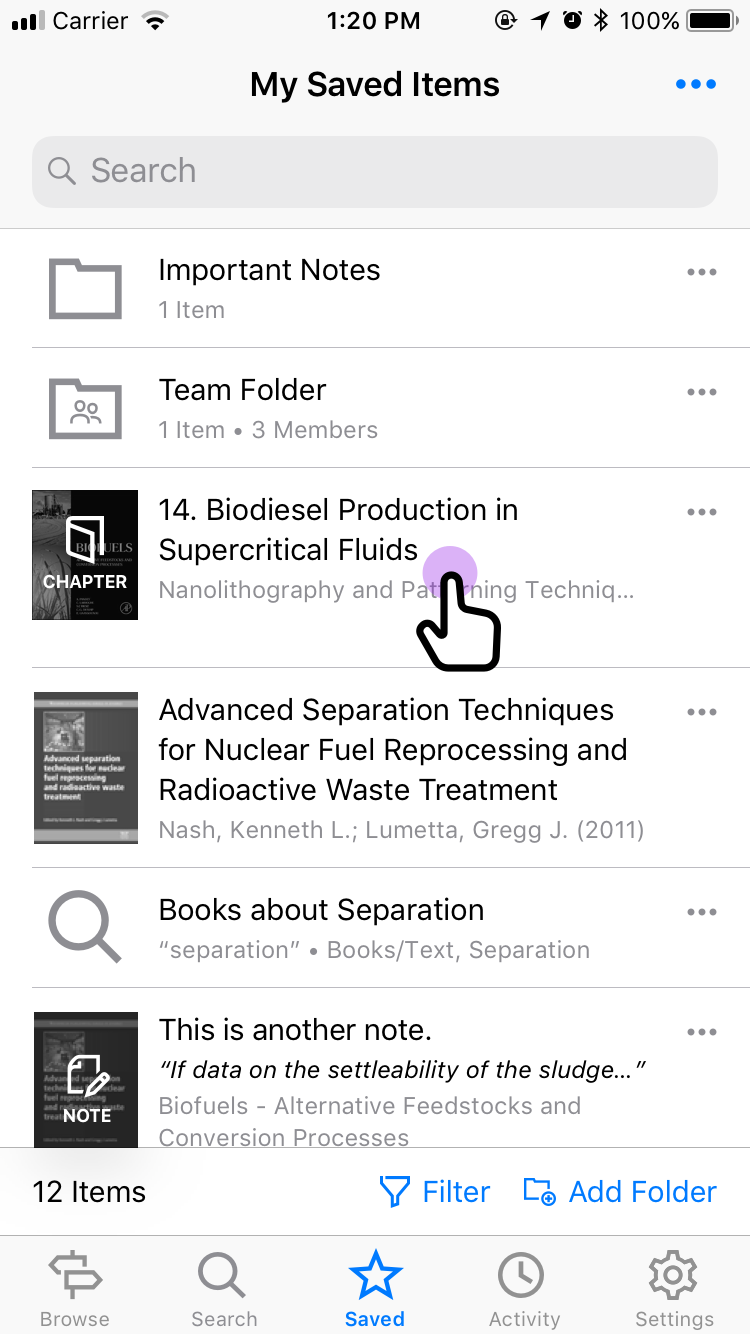 Carrier 1:20 PM 100%
My Saved Items
Search
Important Notes
1 Item
Team Folder
1 Item • 3 Members
BIOFUELS
CHAPTER
14. Biodiesel Production in
Supercritical Fluids
Nanolithography and Pat ning Techniq...
Advanced separation
techniques for nuclear
fuel reprocessing
and radioactive waste
treatment
Advanced Separation Techniques
for Nuclear Fuel Reprocessing and
Radioactive Waste Treatment
Nash, Kenneth L.; Lumetta, Gregg J. (2011)
Books about Separation
“separation” • Books/Text, Separation
NOTE
This is another note.
“If data on the settleability of the sludge...”
Biofuels - Alternative Feedstocks and
Conversion Processes
12 Items Filter Add Folder
Browse Search Saved Activity Settings